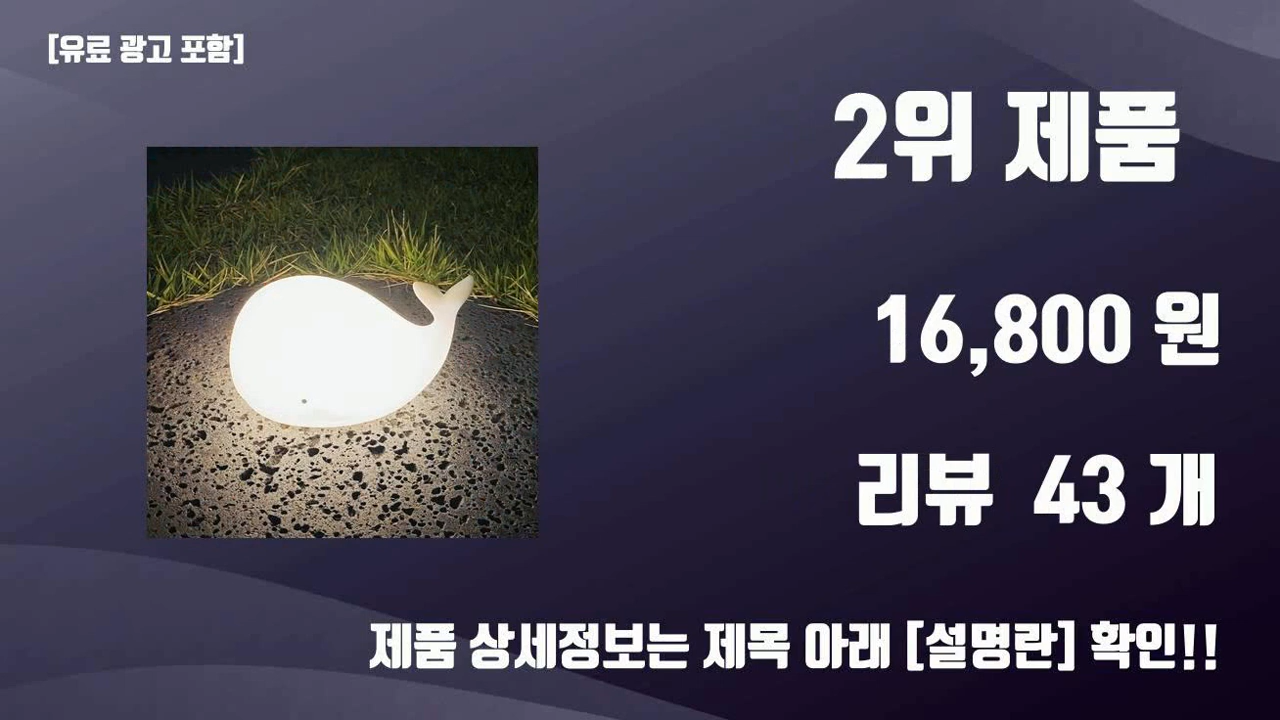 [유료 광고 포함]
2위 제품
16,800 원
리뷰 43 개
제품 상세정보는 제목 아래 [설명란] 확인!!